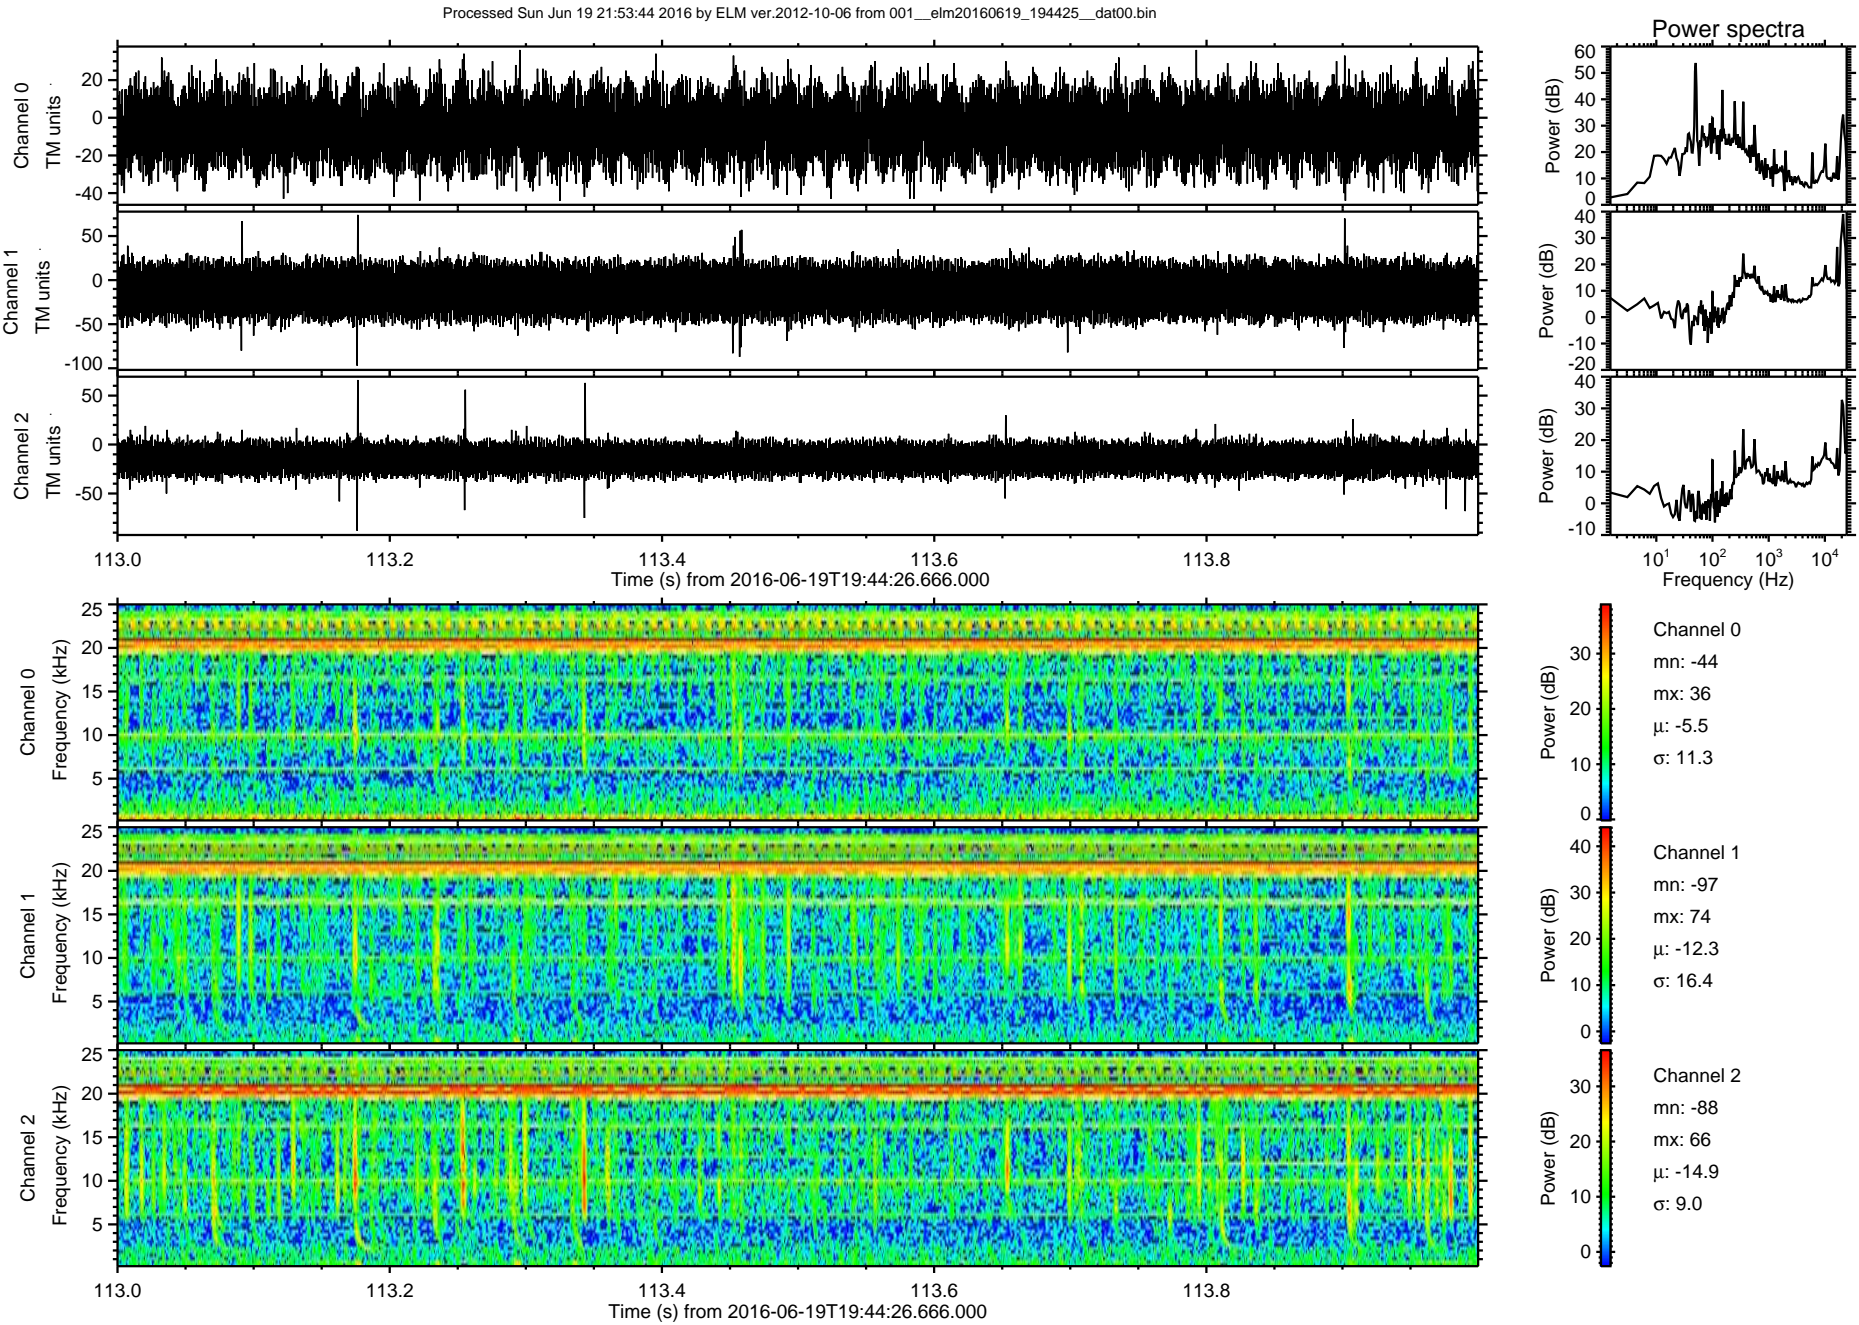 Processed Sun Jun 19 21:53:44 2016 by ELM ver.2012-10-06 from 001__elm20160619_194425__dat00.bin
Power spectra
Channel 0
TM units
20
0
-20
-40
Power (dB)
60
50
40
30
20
10
0
Channel 1
TM units
50
0
-50
-100
Power (dB)
40
30
20
10
0
-10
-20
Channel 2
TM units
50
0
-50
Power (dB)
40
30
20
10
0
-10
113.0 113.2 113.4 113.6 113.8
Time (s) from 2016-06-19T19:44:26.666.000
10^1 10^2 10^3 10^4
Frequency (Hz)
Channel 0
Frequency (kHz)
25
20
15
10
5
Power (dB)
30
20
10
0
Channel 0
mn: -44
mx: 36
μ: -5.5
σ: 11.3
Channel 1
Frequency (kHz)
25
20
15
10
5
Power (dB)
40
30
20
10
0
Channel 1
mn: -97
mx: 74
μ: -12.3
σ: 16.4
Channel 2
Frequency (kHz)
25
20
15
10
5
Power (dB)
30
20
10
0
Channel 2
mn: -88
mx: 66
μ: -14.9
σ: 9.0
113.0 113.2 113.4 113.6 113.8
Time (s) from 2016-06-19T19:44:26.666.000